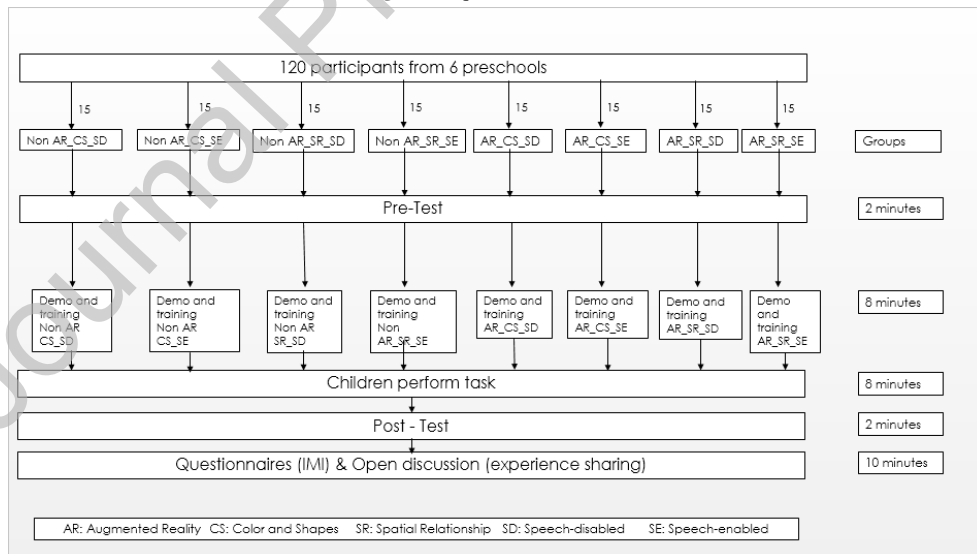 120 participants from 6 preschools
15 15 15 15 15 15 15 15
Non AR_CS_SD Non AR_CS_SE Non AR_SR_SD Non AR_SR_SE AR_CS_SD AR_CS_SE AR_SR_SD AR_SR_SE Groups
Pre-Test 2 minutes
Demo and training Non AR CS_SD
Demo and training Non AR CS_SE
Demo and training Non AR SR_SD
Demo and training Non AR_SR_SE
Demo and training AR_CS_SD
Demo and training AR_CS_SE
Demo and training AR_SR_SD
Demo and training AR_SR_SE
8 minutes
Children perform task 8 minutes
Post - Test 2 minutes
Questionnaires (IMI) & Open discussion (experience sharing) 10 minutes
AR: Augmented Reality CS: Color and Shapes SR: Spatial Relationship SD: Speech-disabled SE: Speech-enabled
Journal P